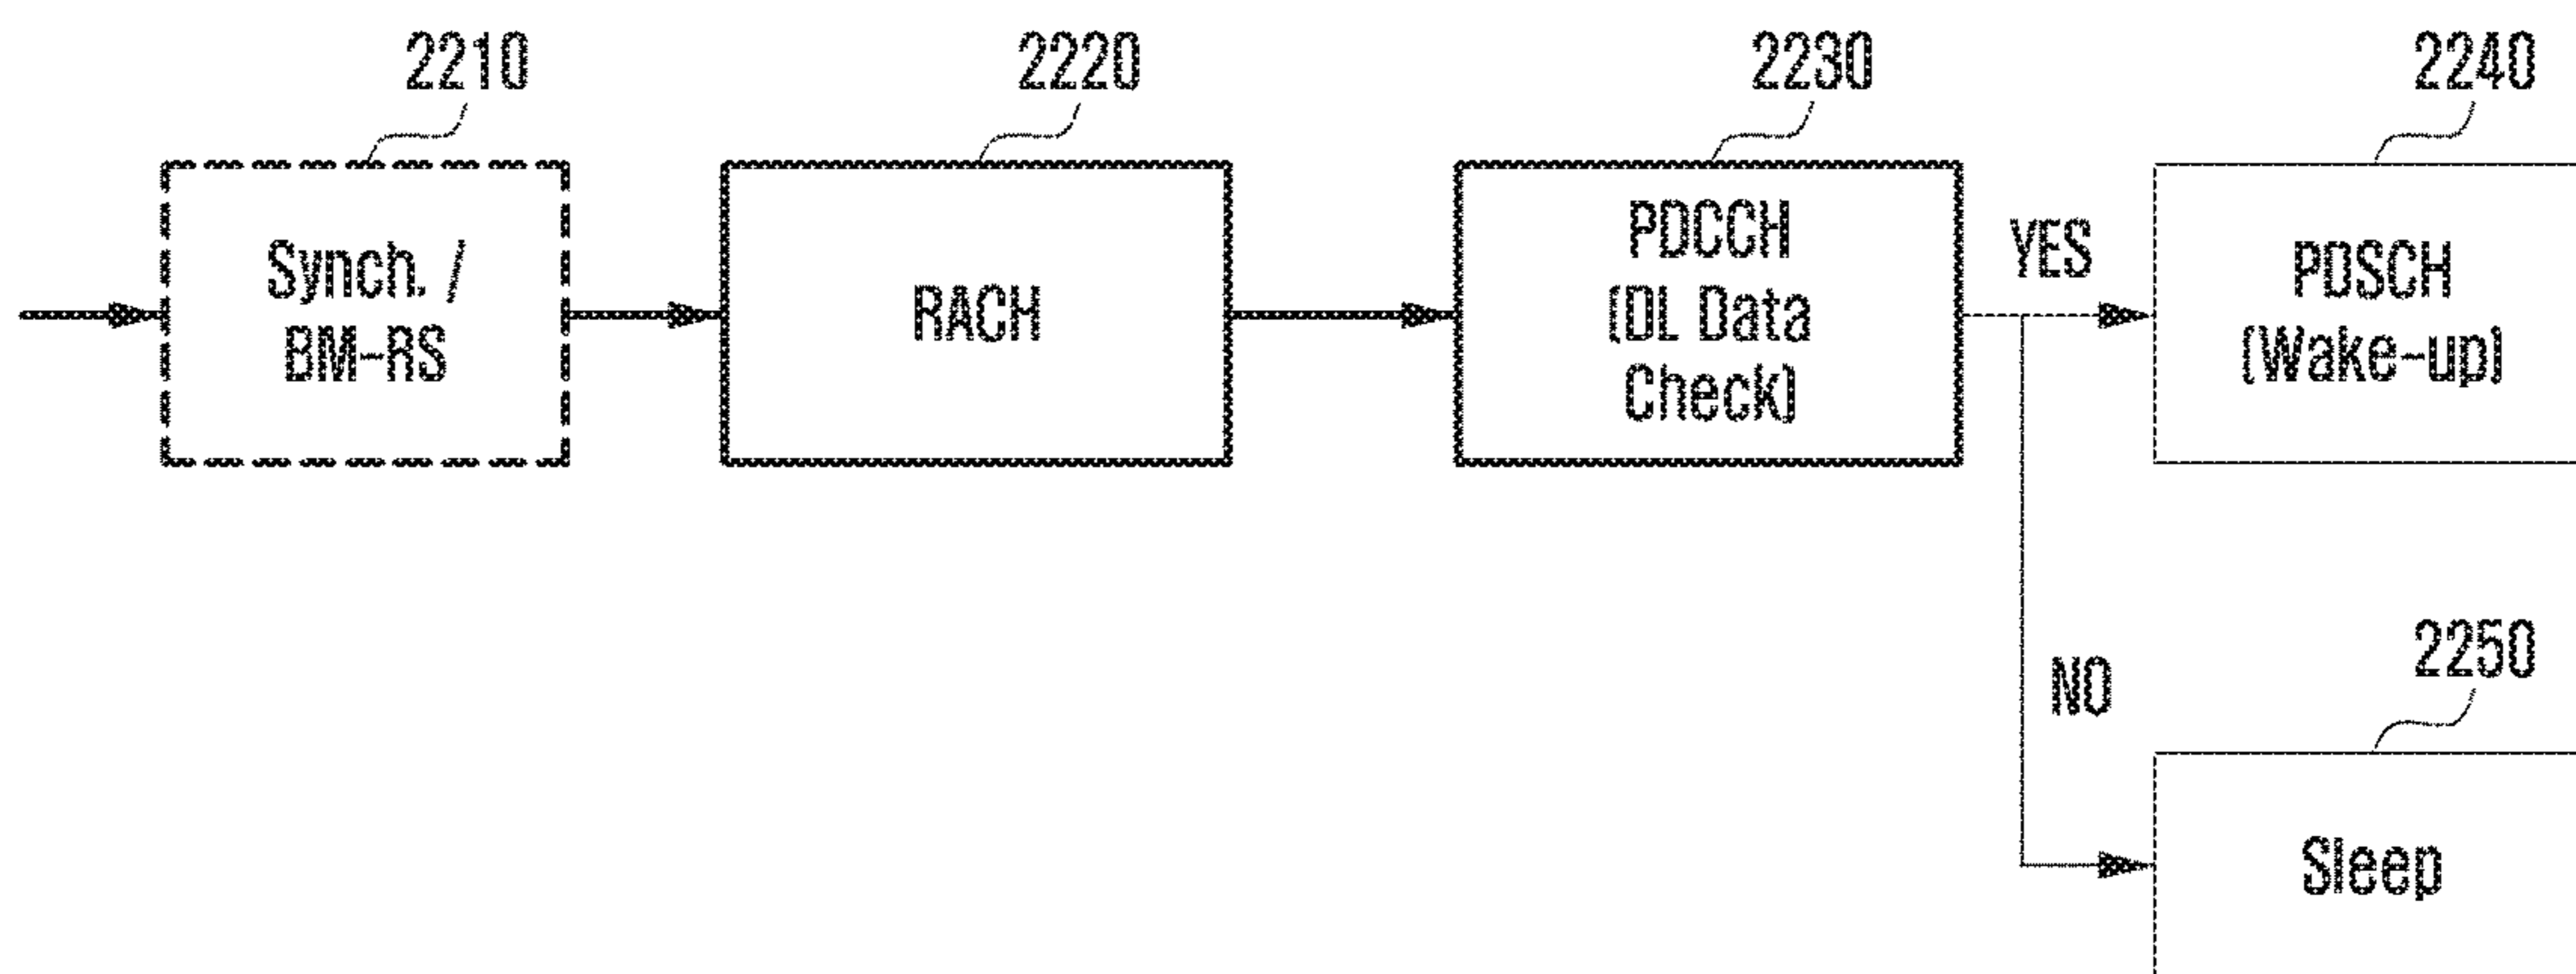 2210
2220
2230
2240
Synch. /
BM-RS
RACH
PDCCH
(DL Data
Check)
YES
PDSCH
(Wake-up)
NO
2250
Sleep